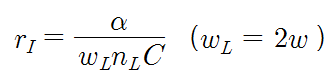 r_I = α / (w_L n_L C) (w_L = 2w )